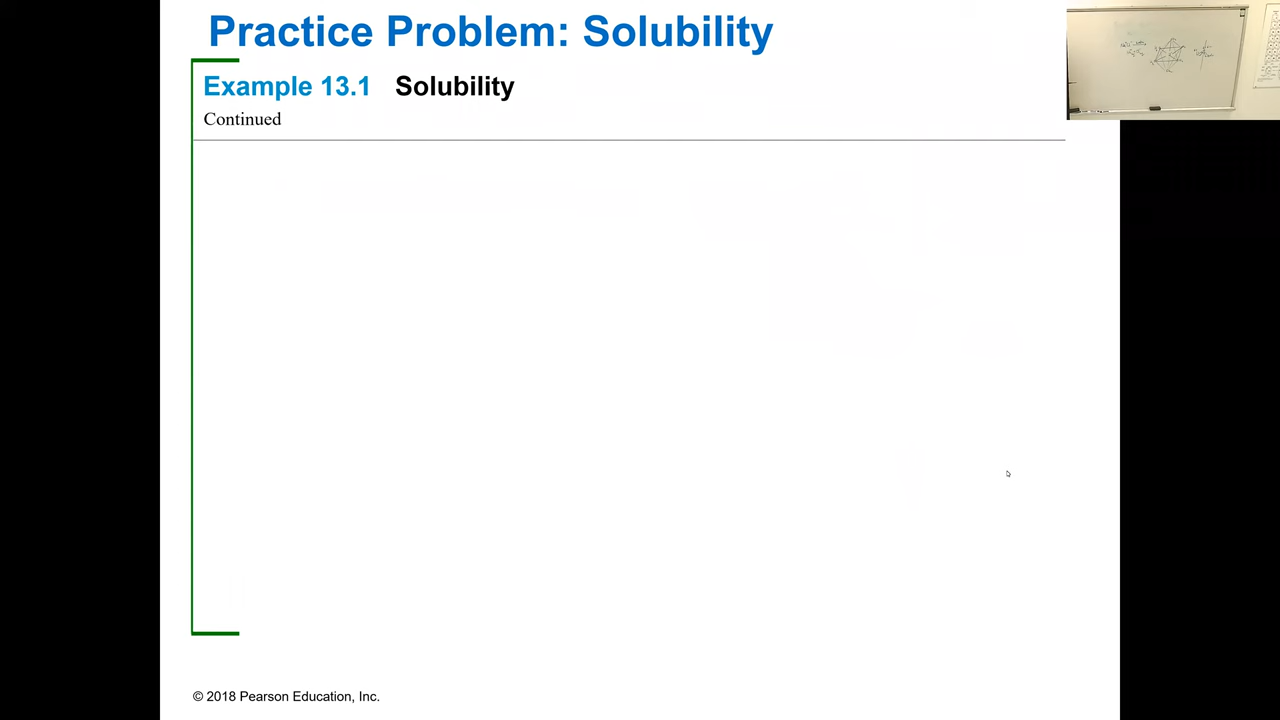 Practice Problem: Solubility
Example 13.1 Solubility
Continued
© 2018 Pearson Education, Inc.